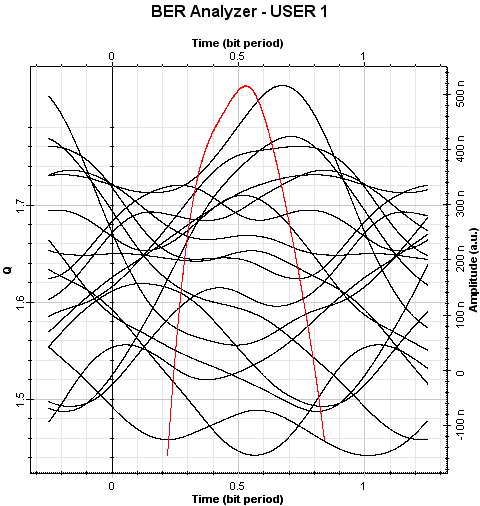 BER Analyzer - USER 1
Time (bit period)
0 0.5 1
500 n
400 n
1.7
300 n
200 n
Q
Amplitude (a.u.)
1.6
100 n
0
1.5
-100 n
0 0.5 1
Time (bit period)